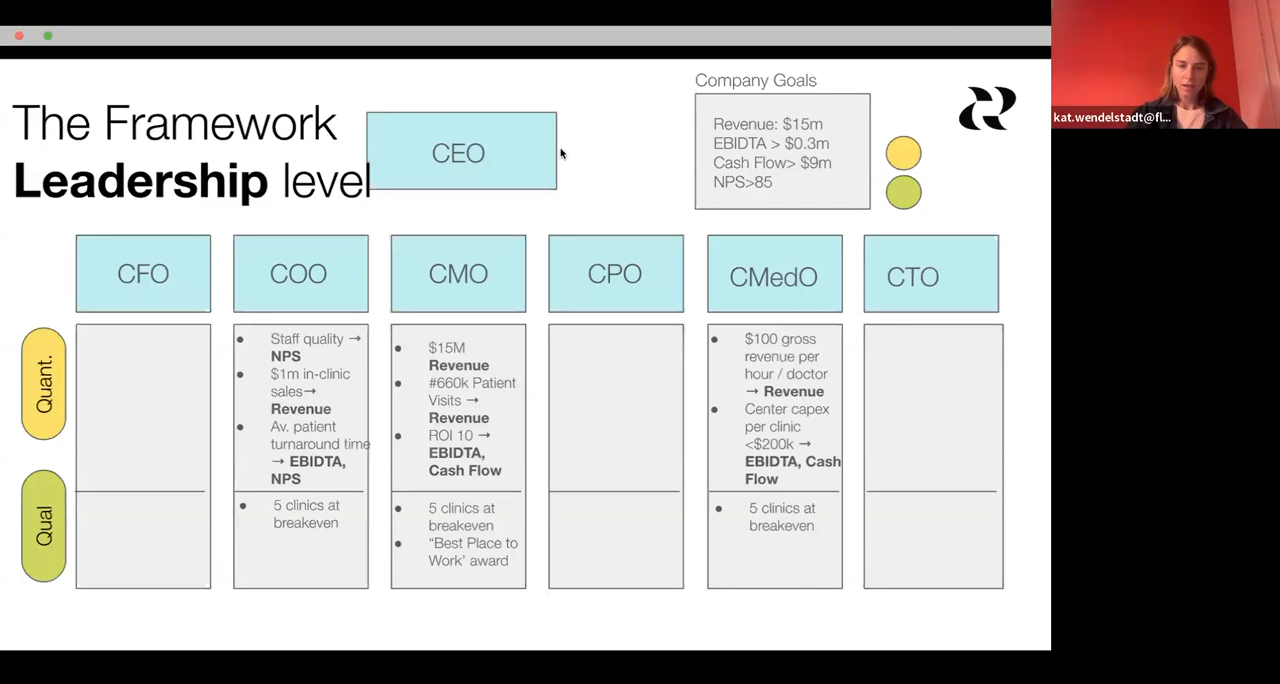 The Framework
Leadership level
CEO
Company Goals
Revenue: $15m
EBIDTA > $0.3m
Cash Flow> $9m
NPS>85
kat.wendelstadt@fl...
CFO
COO
CMO
CPO
CMedO
CTO
Quant.
Qual
● Staff quality →
NPS
● $1m in-clinic
sales→
Revenue
● Av. patient
turnaround time
→ EBIDTA,
NPS
● 5 clinics at
breakeven
● $15M
Revenue
● #660k Patient
Visits →
Revenue
● ROI 10 →
EBIDTA,
Cash Flow
● 5 clinics at
breakeven
● “Best Place to
Work’ award
● $100 gross
revenue per
hour / doctor
→ Revenue
● Center capex
per clinic
<$200k →
EBIDTA, Cash
Flow
● 5 clinics at
breakeven